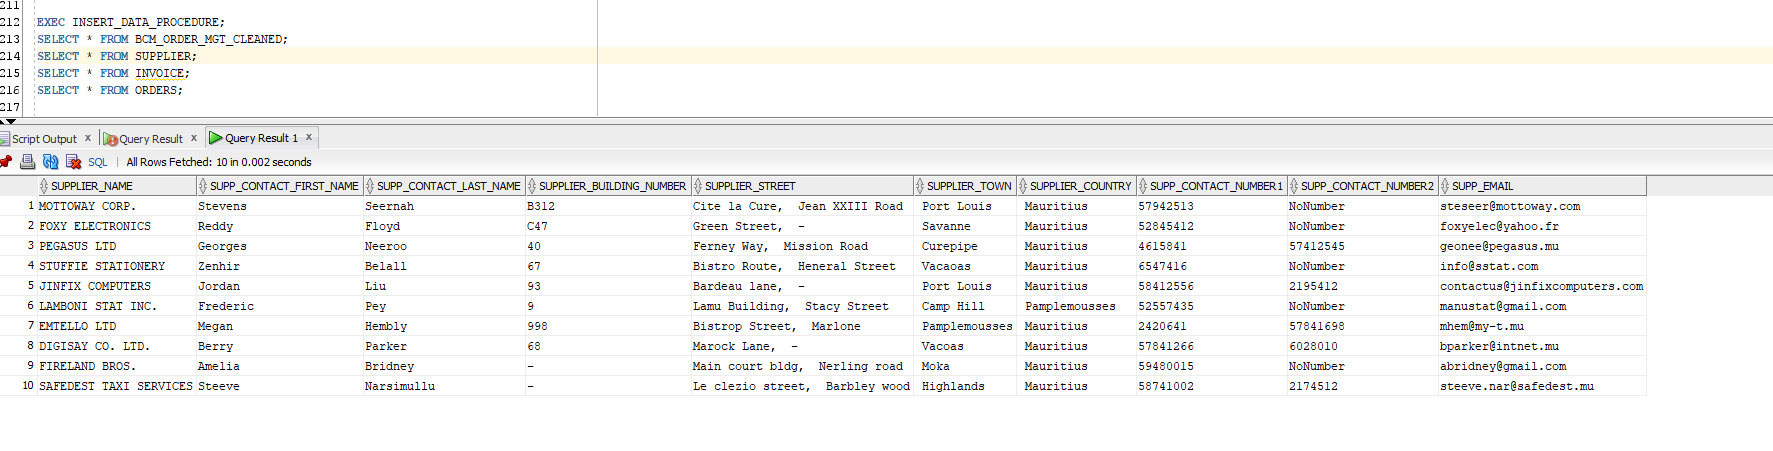 211
212 EXEC INSERT_DATA_PROCEDURE;
213 SELECT * FROM BCM_ORDER_MGT_CLEANED;
214 SELECT * FROM SUPPLIER;
215 SELECT * FROM INVOICE;
216 SELECT * FROM ORDERS;
217
Script Output x Query Result x Query Result 1 x
SQL | All Rows Fetched: 10 in 0.002 seconds
SUPPLIER_NAME SUPP_CONTACT_FIRST_NAME SUPP_CONTACT_LAST_NAME SUPPLIER_BUILDING_NUMBER SUPPLIER_STREET SUPPLIER_TOWN SUPPLIER_COUNTRY SUPP_CONTACT_NUMBER1 SUPP_CONTACT_NUMBER2 SUPP_EMAIL
1 MOTTOWAY CORP. Stevens Seernah B312 Cite la Cure, Jean XXIII Road Port Louis Mauritius 57942513 NoNumber steseer@mottoway.com
2 FOXY ELECTRONICS Reddy Floyd C47 Green Street, - Savanne Mauritius 52845412 NoNumber foxyelec@yahoo.fr
3 PEGASUS LTD Georges Neeroo 40 Ferney Way, Mission Road Curepipe Mauritius 4615841 57412545 geonee@pegasus.mu
4 STUFFIE STATIONERY Zenhir Belall 67 Bistro Route, Heneral Street Vacaoas Mauritius 6547416 NoNumber info@sstat.com
5 JINFIX COMPUTERS Jordan Liu 93 Bardeau lane, - Port Louis Mauritius 58412556 2195412 contactus@jinfixcomputers.com
6 LAMBONI STAT INC. Frederic Pey 9 Lamu Building, Stacy Street Camp Hill Pamplemousses 52557435 NoNumber manustat@gmail.com
7 EMTELLO LTD Megan Hembly 998 Bistrop Street, Marlone Pamplemousses Mauritius 2420641 57841698 mhem@my-t.mu
8 DIGISAY CO. LTD. Berry Parker 68 Marock Lane, - Vacoas Mauritius 57841266 6028010 bparker@intnet.mu
9 FIRELAND BROS. Amelia Bridney - Main court bldg, Nerling road Moka Mauritius 59480015 NoNumber abridney@gmail.com
10 SAFEDEST TAXI SERVICES Steeve Narsimullu - Le clezio street, Barbley wood Highlands Mauritius 58741002 2174512 steeve.nar@safedest.mu